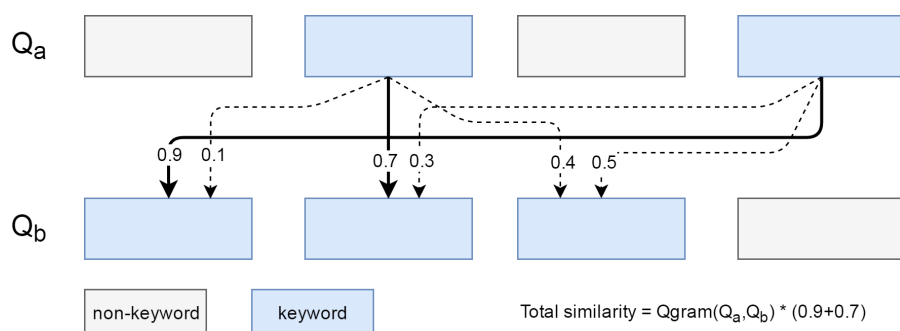 Qa
0.9 0.1 0.7 0.3 0.4 0.5
Qb
non-keyword keyword Total similarity = Qgram(Qa,Qb) * (0.9+0.7)